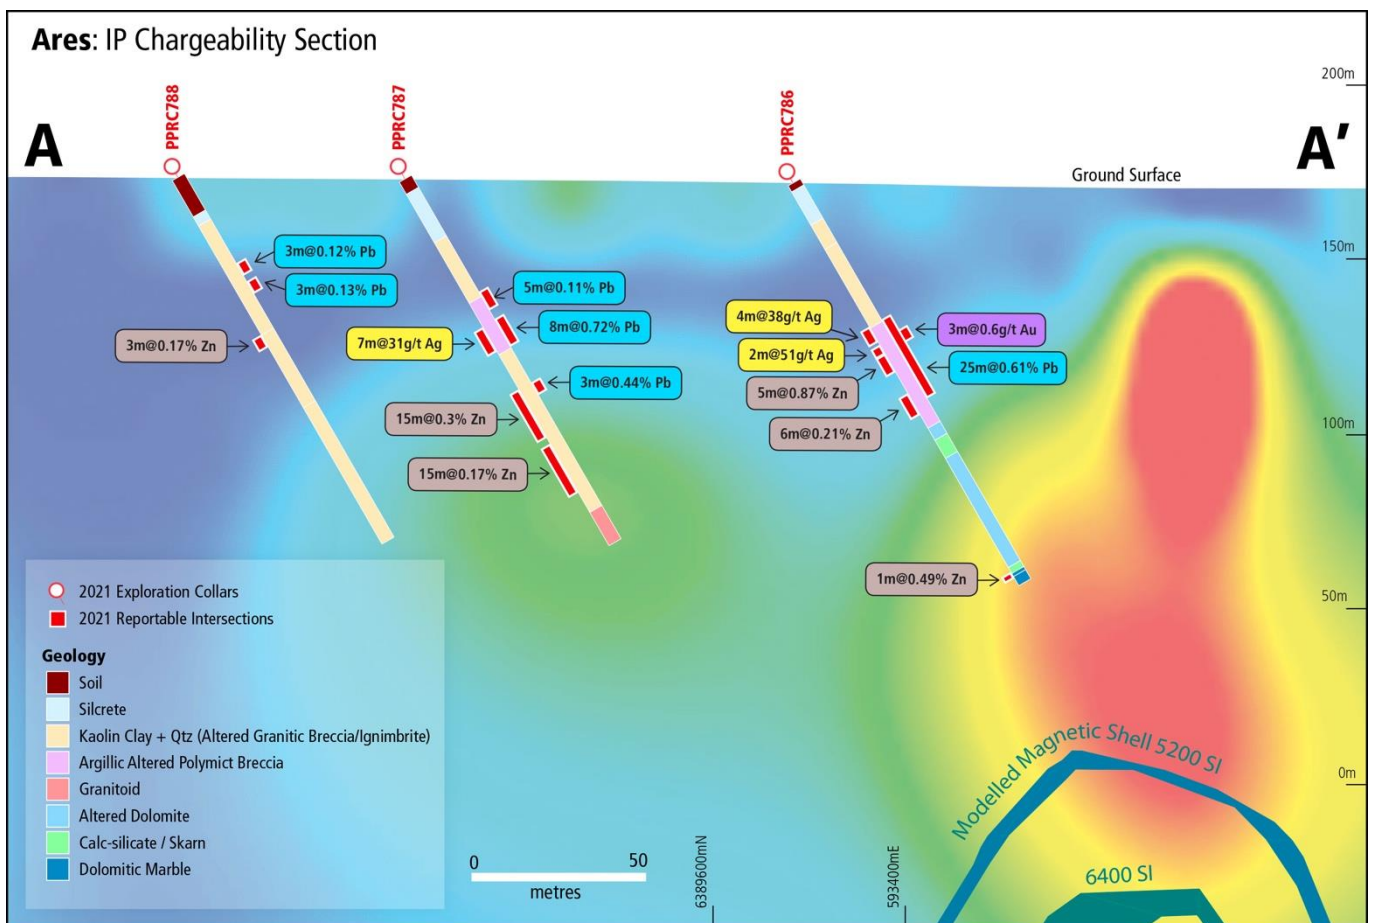 Ares: IP Chargeability Section
200m
PPRC788
PPRC787
PPRC786
A
A′
Ground Surface
150m
3m@0.12% Pb
3m@0.13% Pb
3m@0.17% Zn
5m@0.11% Pb
8m@0.72% Pb
7m@31g/t Ag
3m@0.44% Pb
15m@0.3% Zn
15m@0.17% Zn
4m@38g/t Ag
3m@0.6g/t Au
2m@51g/t Ag
25m@0.61% Pb
5m@0.87% Zn
6m@0.21% Zn
100m
1m@0.49% Zn
50m
2021 Exploration Collars
2021 Reportable Intersections
Geology
Soil
Silcrete
Kaolin Clay + Qtz (Altered Granitic Breccia/Ignimbrite)
Argillic Altered Polymict Breccia
Granitoid
Altered Dolomite
Calc-silicate / Skarn
Dolomitic Marble
0 50
metres
6389600mN
593400mE
Modelled Magnetic Shell 5200 SI
0m
6400 SI